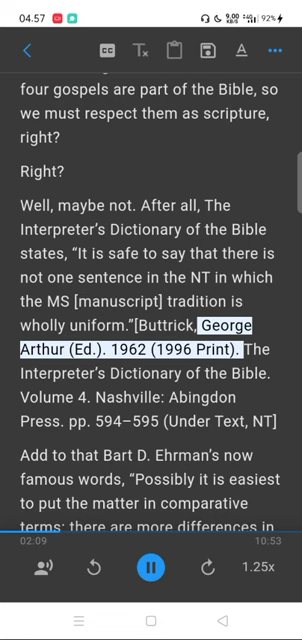 04.57
9,00 KB/S
92%
CC
four gospels are part of the Bible, so
we must respect them as scripture,
right?
Right?
Well, maybe not. After all, The
Interpreter’s Dictionary of the Bible
states, “It is safe to say that there is
not one sentence in the NT in which
the MS [manuscript] tradition is
wholly uniform.”[Buttrick, George
Arthur (Ed.). 1962 (1996 Print). The
Interpreter’s Dictionary of the Bible.
Volume 4. Nashville: Abingdon
Press. pp. 594–595 (Under Text, NT]
Add to that Bart D. Ehrman’s now
famous words, “Possibly it is easiest
to put the matter in comparative
terms: there are more differences in
02:09
10:53
1.25x